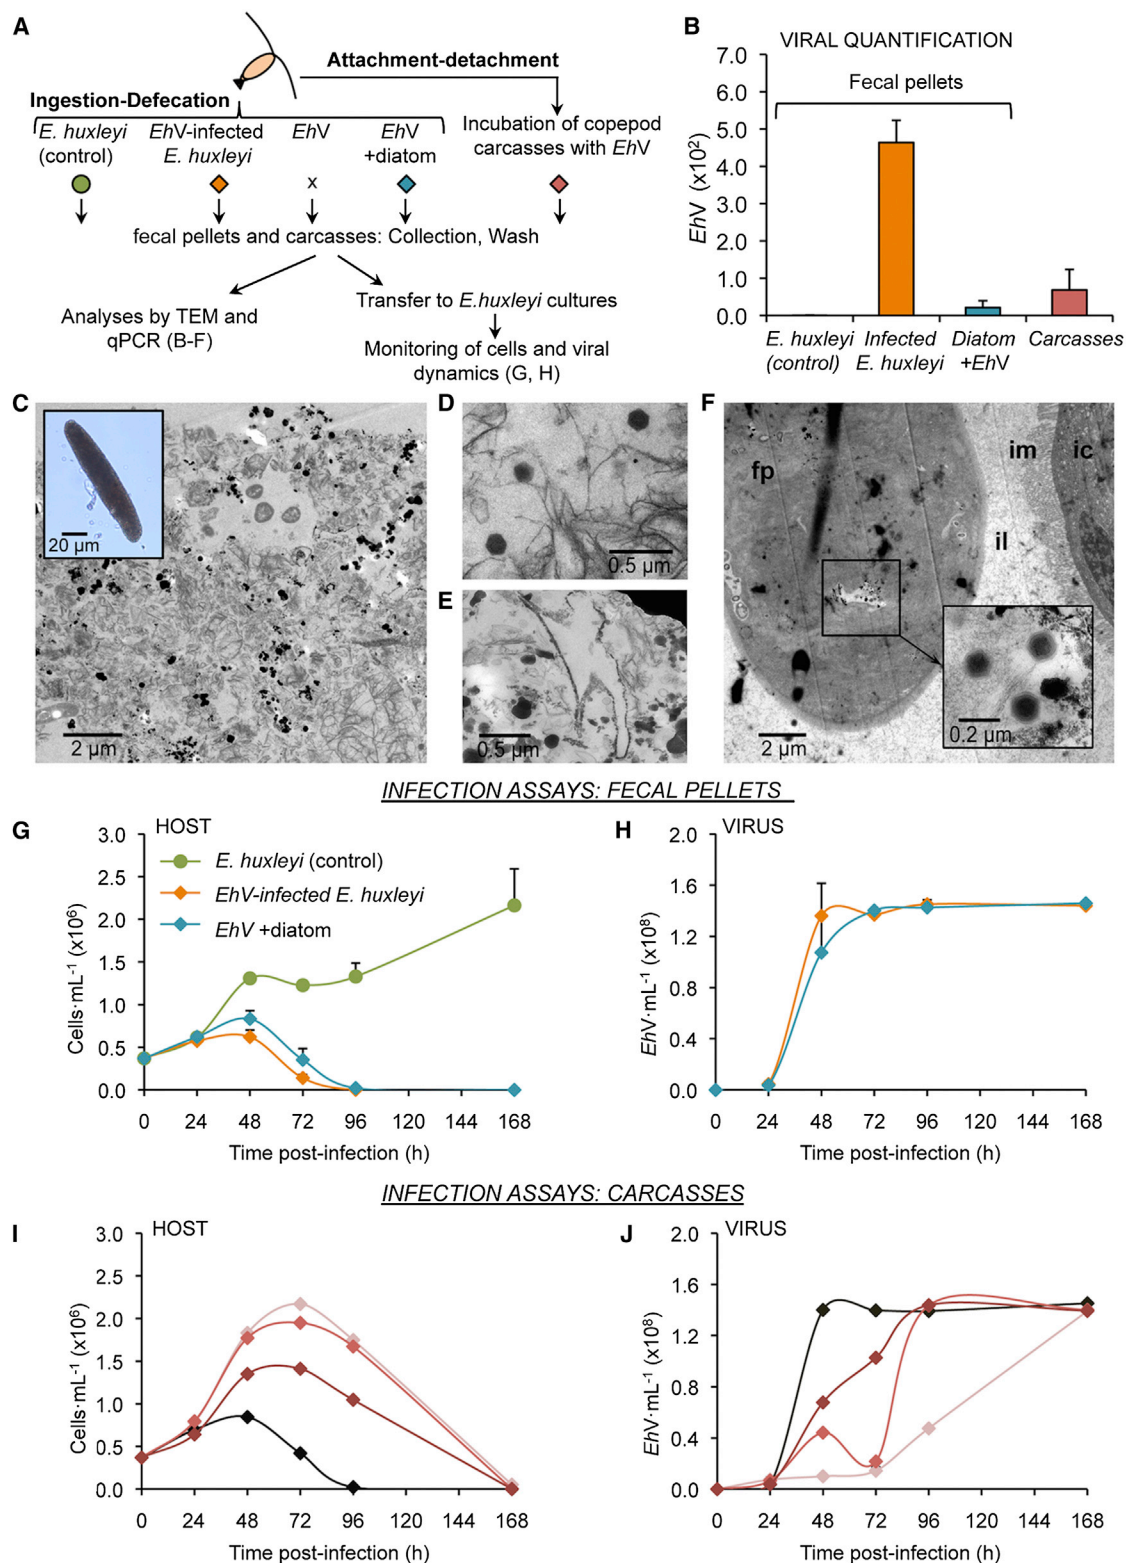 A
Attachment-detachment
Ingestion-Defecation
E. huxleyi
(control)
EhV-infected
E. huxleyi
EhV
EhV
+diatom
Incubation of copepod
carcasses with EhV
x
fecal pellets and carcasses: Collection, Wash
Analyses by TEM and
qPCR (B-F)
Transfer to E.huxleyi cultures
Monitoring of cells and viral
dynamics (G, H)
B
VIRAL QUANTIFICATION
Fecal pellets
EhV (x10²)
7.0
6.0
5.0
4.0
3.0
2.0
1.0
0.0
E. huxleyi
(control)
Infected
E. huxleyi
Diatom
+EhV
Carcasses
C
20 µm
2 µm
D
0.5 µm
E
0.5 µm
F
fp
im
ic
il
2 µm
0.2 µm
INFECTION ASSAYS: FECAL PELLETS
G
HOST
Cells·mL⁻¹ (x10⁶)
3.0
2.5
2.0
1.5
1.0
0.5
0.0
E. huxleyi (control)
EhV-infected E. huxleyi
EhV +diatom
0 24 48 72 96 120 144 168
Time post-infection (h)
H
VIRUS
EhV·mL⁻¹ (x10⁸)
2.0
1.6
1.2
0.8
0.4
0.0
0 24 48 72 96 120 144 168
Time post-infection (h)
INFECTION ASSAYS: CARCASSES
I
HOST
Cells·mL⁻¹ (x10⁶)
3.0
2.5
2.0
1.5
1.0
0.5
0.0
0 24 48 72 96 120 144 168
Time post-infection (h)
J
VIRUS
EhV·mL⁻¹ (x10⁸)
2.0
1.6
1.2
0.8
0.4
0.0
0 24 48 72 96 120 144 168
Time post-infection (h)